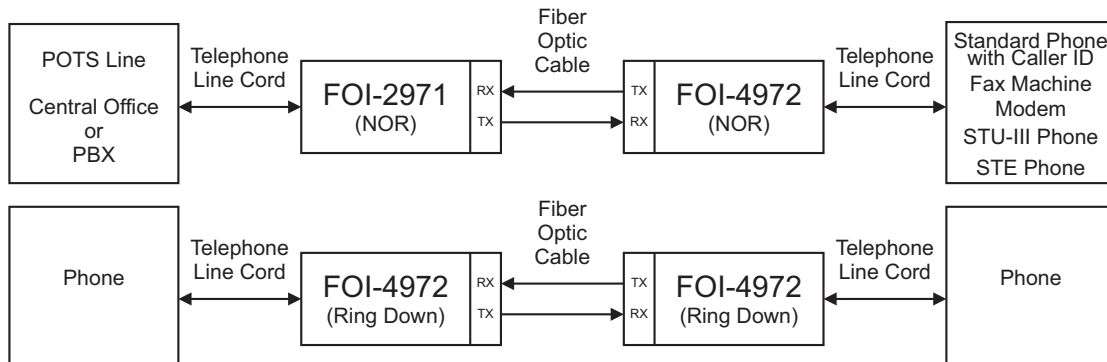 POTS Line
Central Office
or
PBX
Telephone
Line Cord
FOI-2971
(NOR)
RX
TX
Fiber
Optic
Cable
TX
RX
FOI-4972
(NOR)
Telephone
Line Cord
Standard Phone
with Caller ID
Fax Machine
Modem
STU-III Phone
STE Phone
Phone
Telephone
Line Cord
FOI-4972
(Ring Down)
RX
TX
Fiber
Optic
Cable
TX
RX
FOI-4972
(Ring Down)
Telephone
Line Cord
Phone